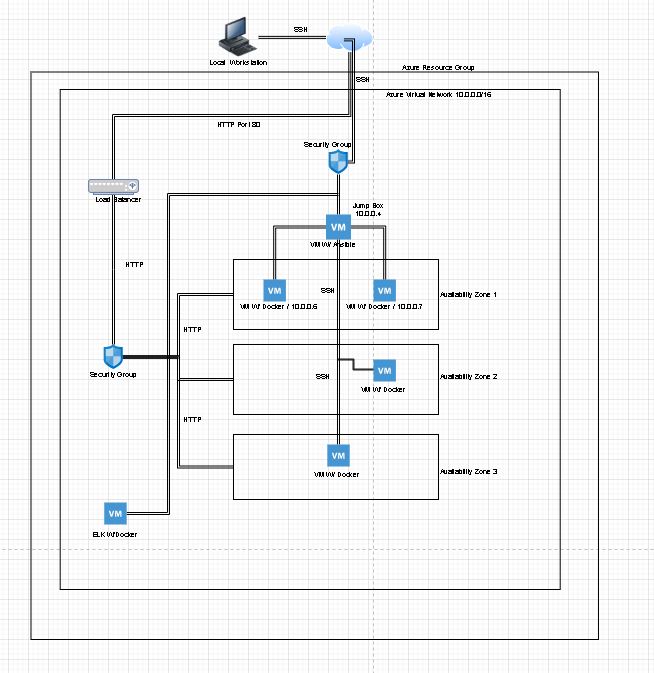 SSH
Local Workstation
Azure Resource Group
SSH
Azure Virtual Network 10.0.0.0/16
HTTP Port 80
Security Group
Load Balancer
Jump Box
10.0.0.4
VM
VM W/ Ansible
HTTP
VM
SSH
VM
Availability Zone 1
VM W/ Docker / 10.0.0.6
VM W/ Docker / 10.0.0.7
HTTP
Security Group
SSH
VM
Availability Zone 2
VM W/ Docker
HTTP
VM
Availability Zone 3
VM W/ Docker
VM
ELK W/Docker